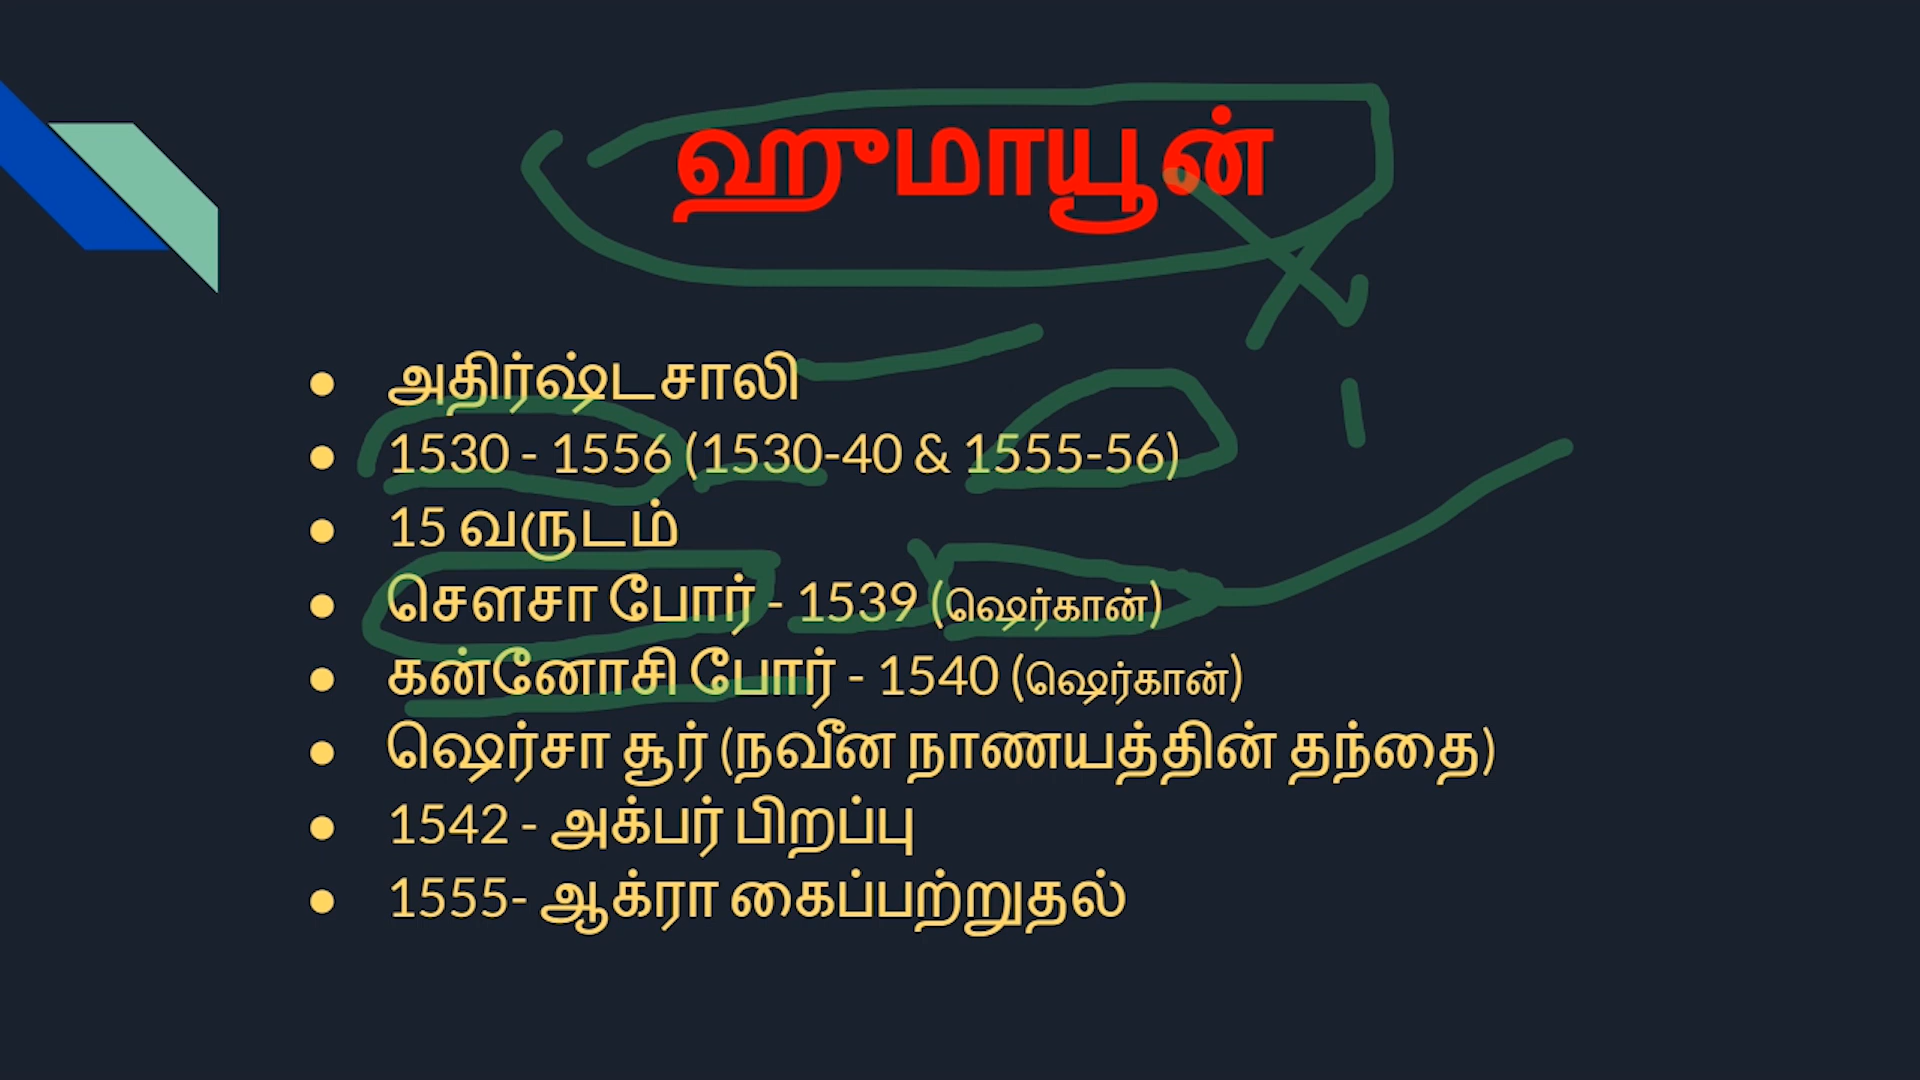 ஹுமாயூன்
● அதிர்ஷ்டசாலி
● 1530 - 1556 (1530-40 & 1555-56)
● 15 வருடம்
● சௌசா போர் - 1539 (ஷெர்கான்)
● கன்னோசி போர் - 1540 (ஷெர்கான்)
● ஷெர்சா சூர் (நவீன நாணயத்தின் தந்தை)
● 1542 - அக்பர் பிறப்பு
● 1555- ஆக்ரா கைப்பற்றுதல்